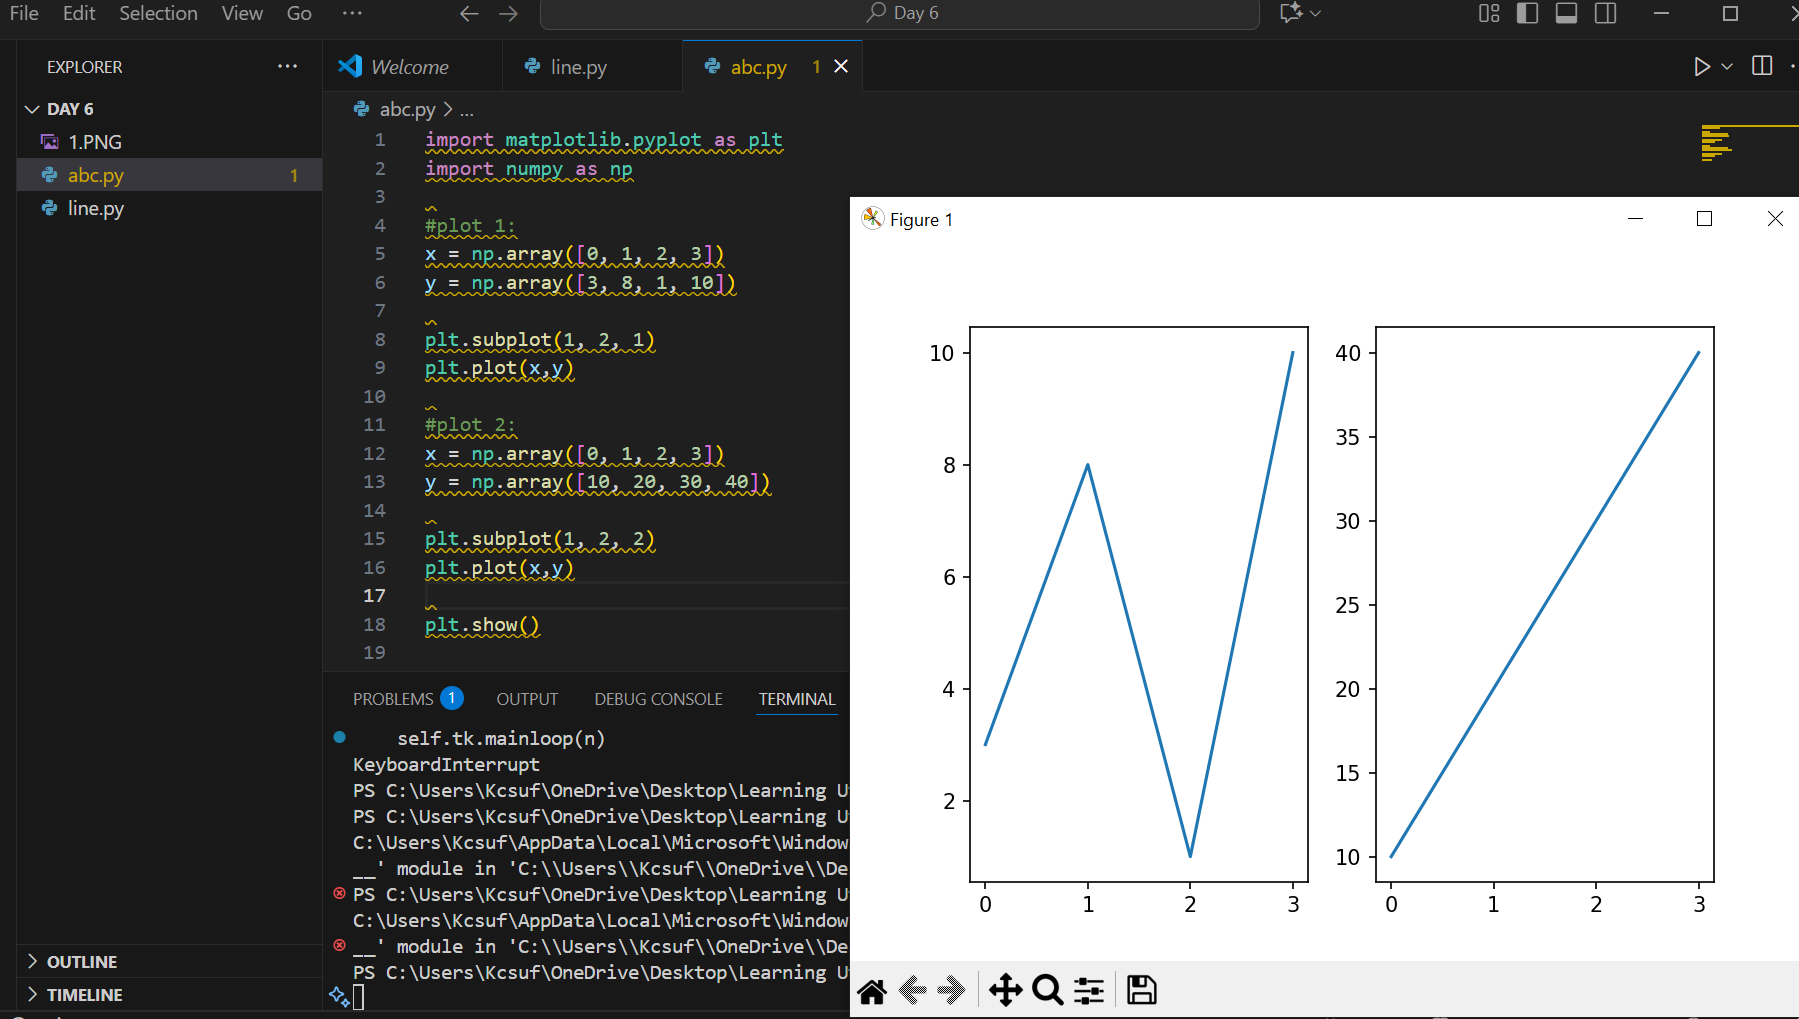 File Edit Selection View Go ··· Day 6
EXPLORER ···
DAY 6
1.PNG
abc.py 1
line.py
OUTLINE
TIMELINE
Welcome line.py abc.py 1
abc.py > ...
1 import matplotlib.pyplot as plt
2 import numpy as np
3
4 #plot 1:
5 x = np.array([0, 1, 2, 3])
6 y = np.array([3, 8, 1, 10])
7
8 plt.subplot(1, 2, 1)
9 plt.plot(x,y)
10
11 #plot 2:
12 x = np.array([0, 1, 2, 3])
13 y = np.array([10, 20, 30, 40])
14
15 plt.subplot(1, 2, 2)
16 plt.plot(x,y)
17
18 plt.show()
19
PROBLEMS 1 OUTPUT DEBUG CONSOLE TERMINAL
self.tk.mainloop(n)
KeyboardInterrupt
PS C:\Users\Kcsuf\OneDrive\Desktop\Learning
PS C:\Users\Kcsuf\OneDrive\Desktop\Learning
C:\Users\Kcsuf\AppData\Local\Microsoft\Window
__' module in 'C:\\Users\\Kcsuf\\OneDrive\\De
PS C:\Users\Kcsuf\OneDrive\Desktop\Learning
C:\Users\Kcsuf\AppData\Local\Microsoft\Window
__' module in 'C:\\Users\\Kcsuf\\OneDrive\\De
PS C:\Users\Kcsuf\OneDrive\Desktop\Learning
Figure 1
10
8
6
4
2
0 1 2 3
40
35
30
25
20
15
10
0 1 2 3